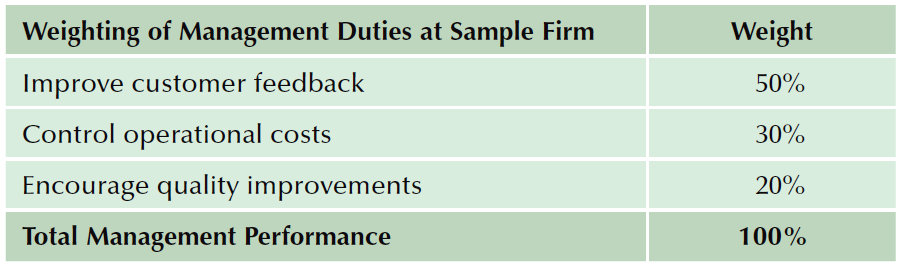 Weighting of Management Duties at Sample Firm Weight
Improve customer feedback 50%
Control operational costs 30%
Encourage quality improvements 20%
Total Management Performance 100%